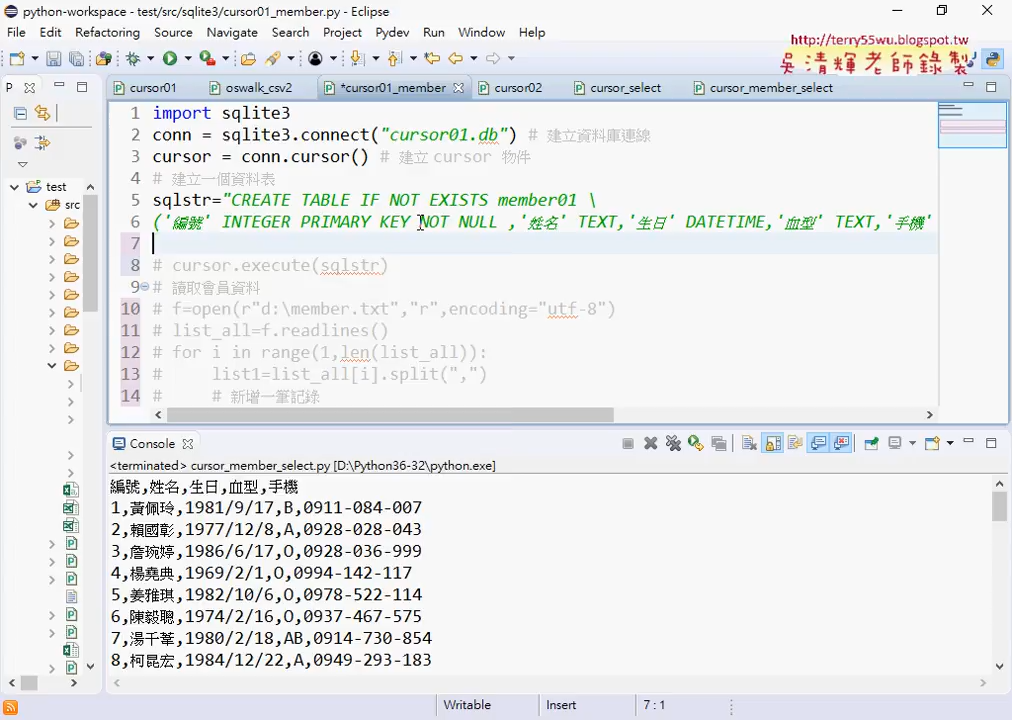 python-workspace - test/src/sqlite3/cursor01_member.py - Eclipse
File Edit Refactoring Source Navigate Search Project Pydev Run Window Help
http://terry55wu.blogspot.tw
吳清輝老師錄製
P
cursor01
oswalk_csv2
*cursor01_member
cursor02
cursor_select
cursor_member_select
1 import sqlite3
2 conn = sqlite3.connect("cursor01.db") # 建立資料庫連線
3 cursor = conn.cursor() # 建立 cursor 物件
4 # 建立一個資料表
5 sqlstr="CREATE TABLE IF NOT EXISTS member01 \
6 ('編號' INTEGER PRIMARY KEY NOT NULL ,'姓名' TEXT,'生日' DATETIME,'血型' TEXT,'手機'
7
8 # cursor.execute(sqlstr)
9 # 讀取會員資料
10 # f=open(r"d:\member.txt","r",encoding="utf-8")
11 # list_all=f.readlines()
12 # for i in range(1,len(list_all)):
13 #     list1=list_all[i].split(",")
14 #     # 新增一筆記錄
test
src
Console
<terminated> cursor_member_select.py [D:\Python36-32\python.exe]
編號,姓名,生日,血型,手機
1,黃佩玲,1981/9/17,B,0911-084-007
2,賴國彰,1977/12/8,A,0928-028-043
3,詹琬婷,1986/6/17,O,0928-036-999
4,楊堯典,1969/2/1,O,0994-142-117
5,姜雅琪,1982/10/6,O,0978-522-114
6,陳毅聰,1974/2/16,O,0937-467-575
7,湯千葦,1980/2/18,AB,0914-730-854
8,柯昆宏,1984/12/22,A,0949-293-183
Writable
Insert
7 : 1